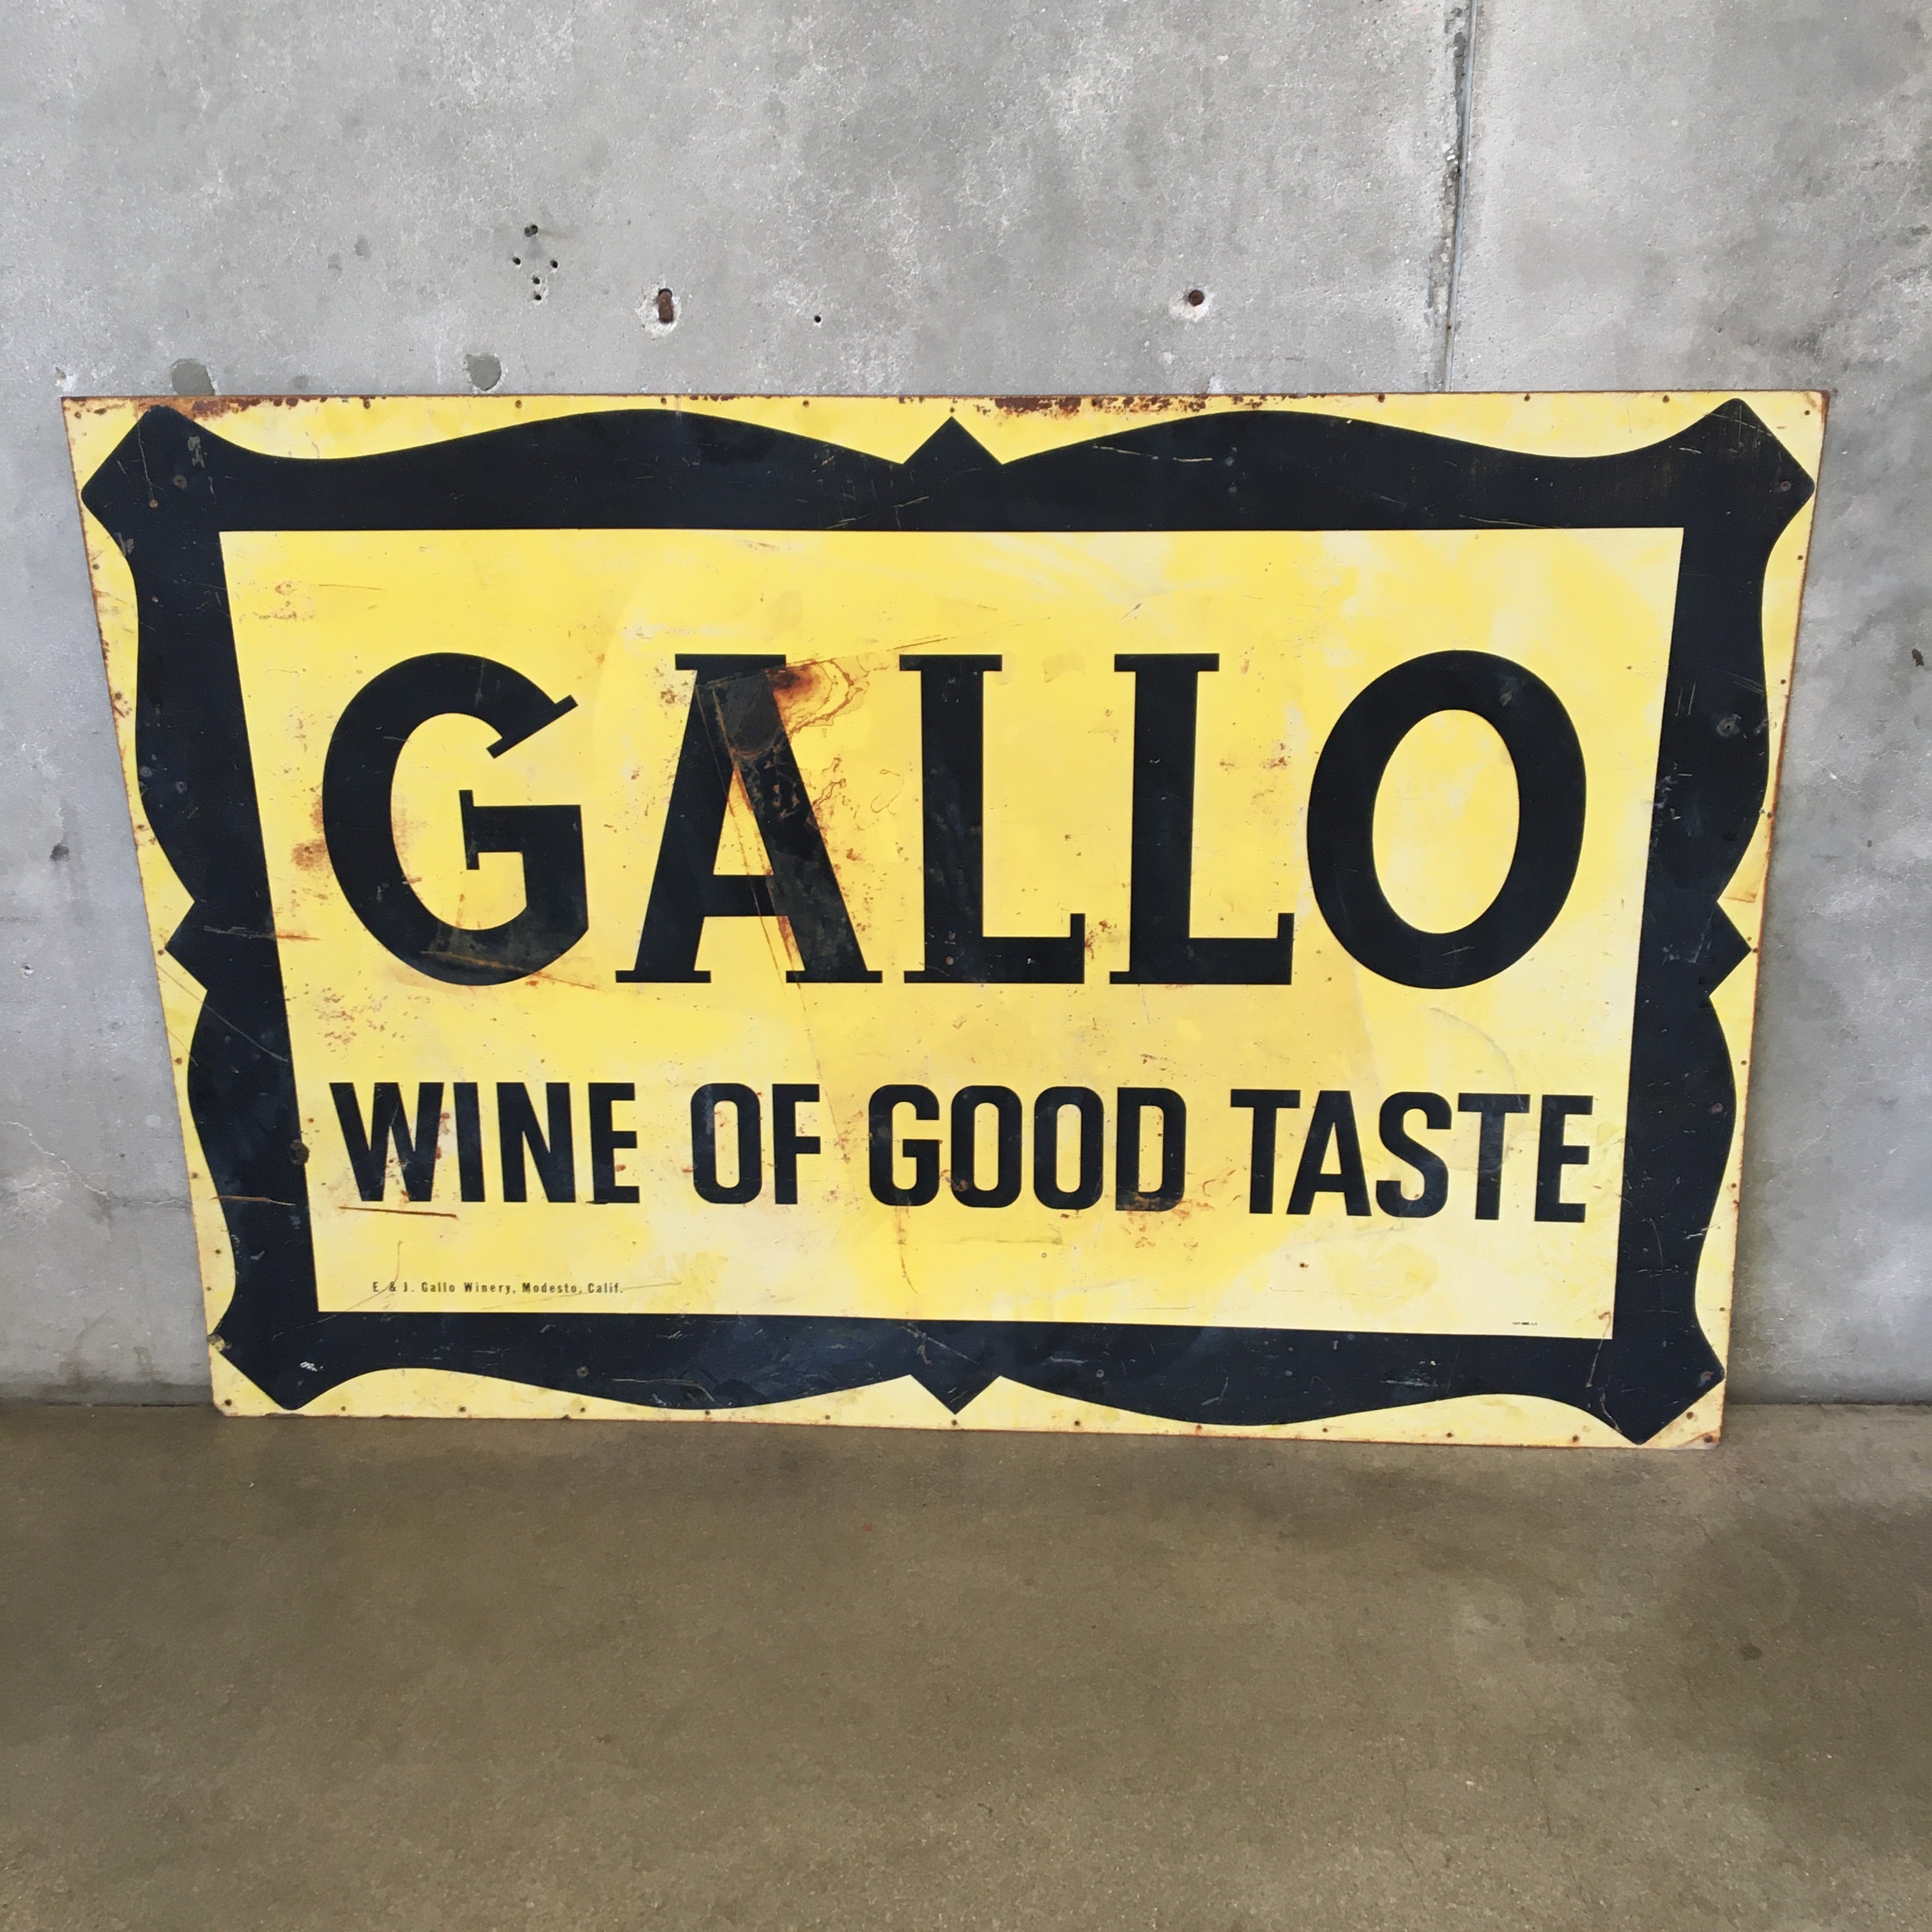 GALLO
WINE OF GOOD TASTE
E. & J. Gallo Winery, Modesto, Calif.